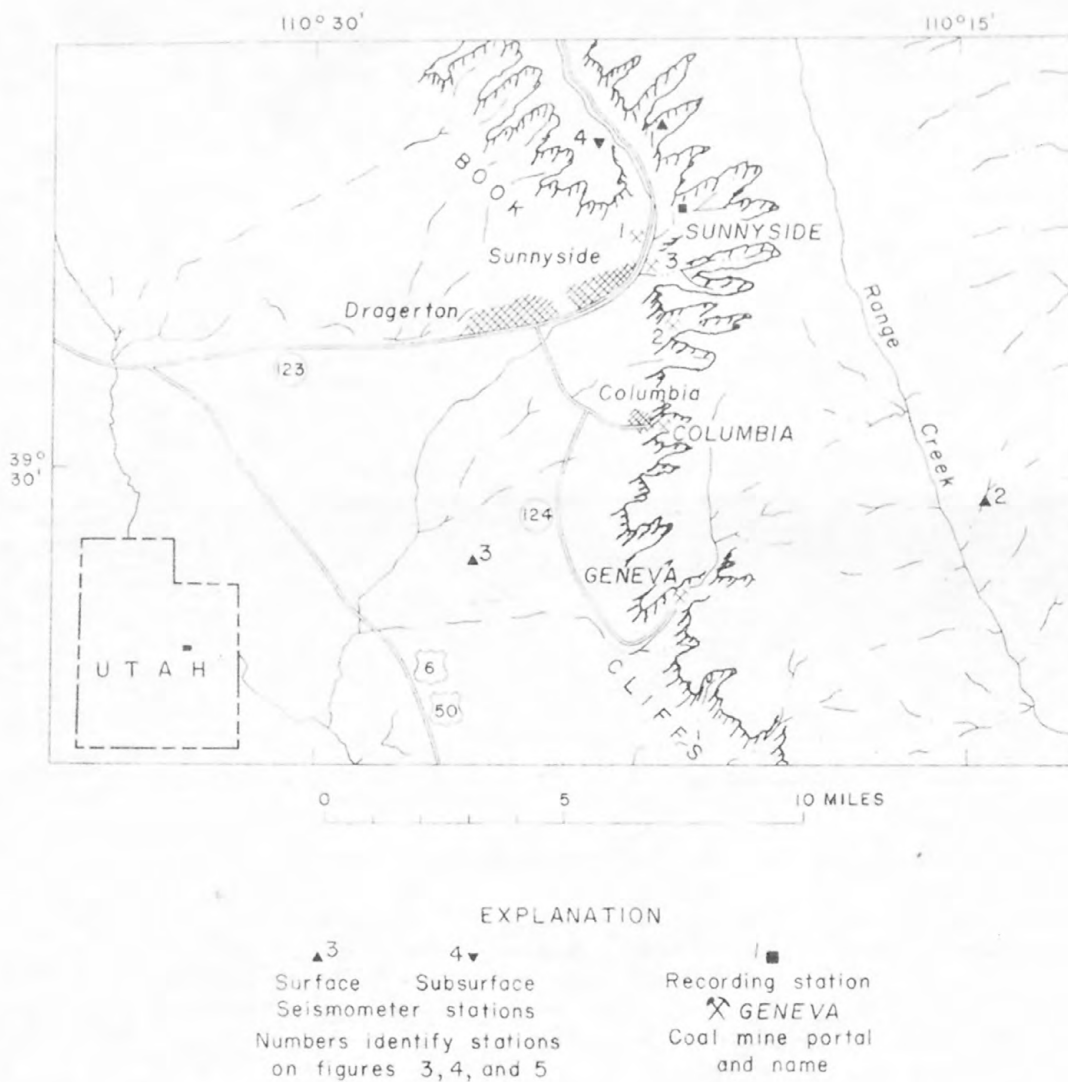 110° 30'
110° 15'
4
BOOK
1
SUNNYSIDE
Sunnyside
3
Dragerton
2
Range
123
Columbia
COLUMBIA
Creek
39°
30'
2
124
3
GENEVA
UTAH
6
50
CLIFFS
0 5 10 MILES
EXPLANATION
3 4 1
Surface Subsurface
Seismometer stations
Numbers identify stations
on figures 3, 4, and 5
Recording station
GENEVA
Coal mine portal
and name